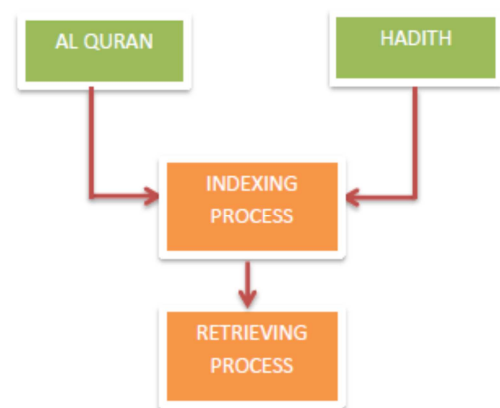 AL QURAN
HADITH
INDEXING
PROCESS
RETRIEVING
PROCESS